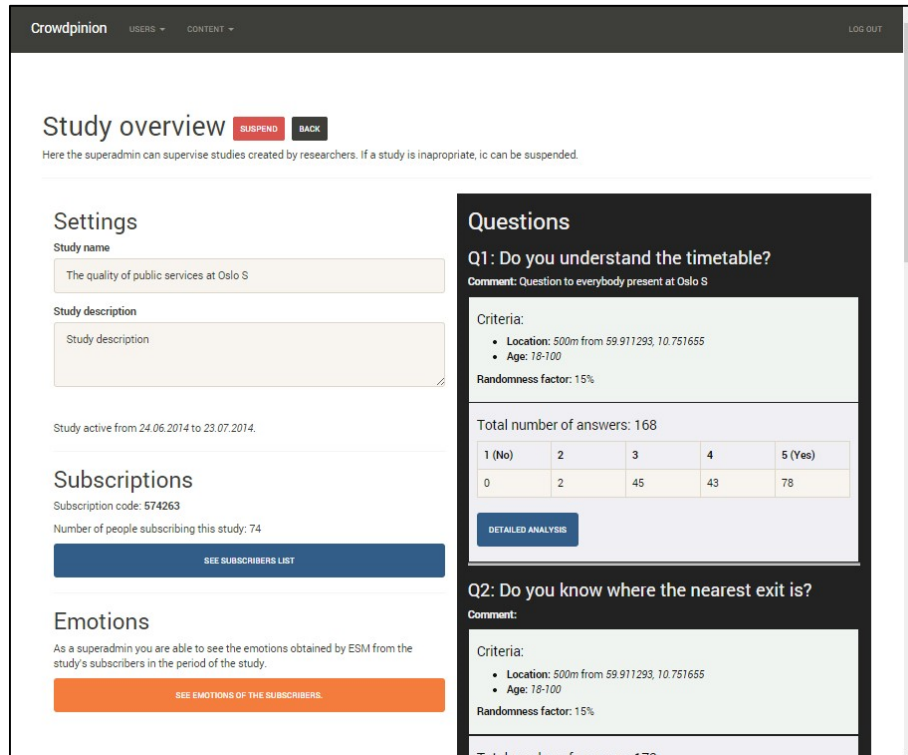 Crowdpinion USERS CONTENT LOG OUT
Study overview SUSPEND BACK
Here the superadmin can supervise studies created by researchers. If a study is inapropriate, ic can be suspended.
Settings
Study name
The quality of public services at Oslo S
Study description
Study description
Study active from 24.06.2014 to 23.07.2014.
Subscriptions
Subscription code: 574263
Number of people subscribing this study: 74
SEE SUBSCRIBERS LIST
Emotions
As a superadmin you are able to see the emotions obtained by ESM from the
study's subscribers in the period of the study.
SEE EMOTIONS OF THE SUBSCRIBERS.
Questions
Q1: Do you understand the timetable?
Comment: Question to everybody present at Oslo S
Criteria:
• Location: 500m from 59.911293, 10.751655
• Age: 18-100
Randomness factor: 15%
Total number of answers: 168
1 (No) 2 3 4 5 (Yes)
0 2 45 43 78
DETAILED ANALYSIS
Q2: Do you know where the nearest exit is?
Comment:
Criteria:
• Location: 500m from 59.911293, 10.751655
• Age: 18-100
Randomness factor: 15%